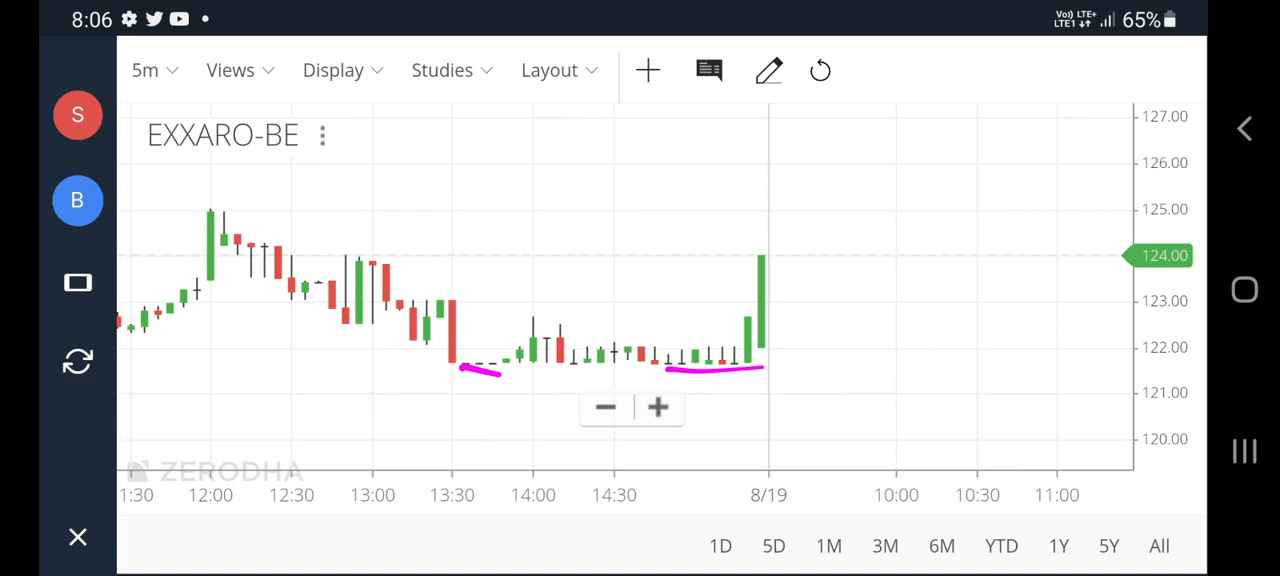 8:06
Vo) LTE+
LTE1
65%
5m Views Display Studies Layout
S
EXXARO-BE
B
127.00
126.00
125.00
124.00
123.00
122.00
121.00
120.00
ZERODHA
1:30 12:00 12:30 13:00 13:30 14:00 14:30 8/19 10:00 10:30 11:00
1D 5D 1M 3M 6M YTD 1Y 5Y All